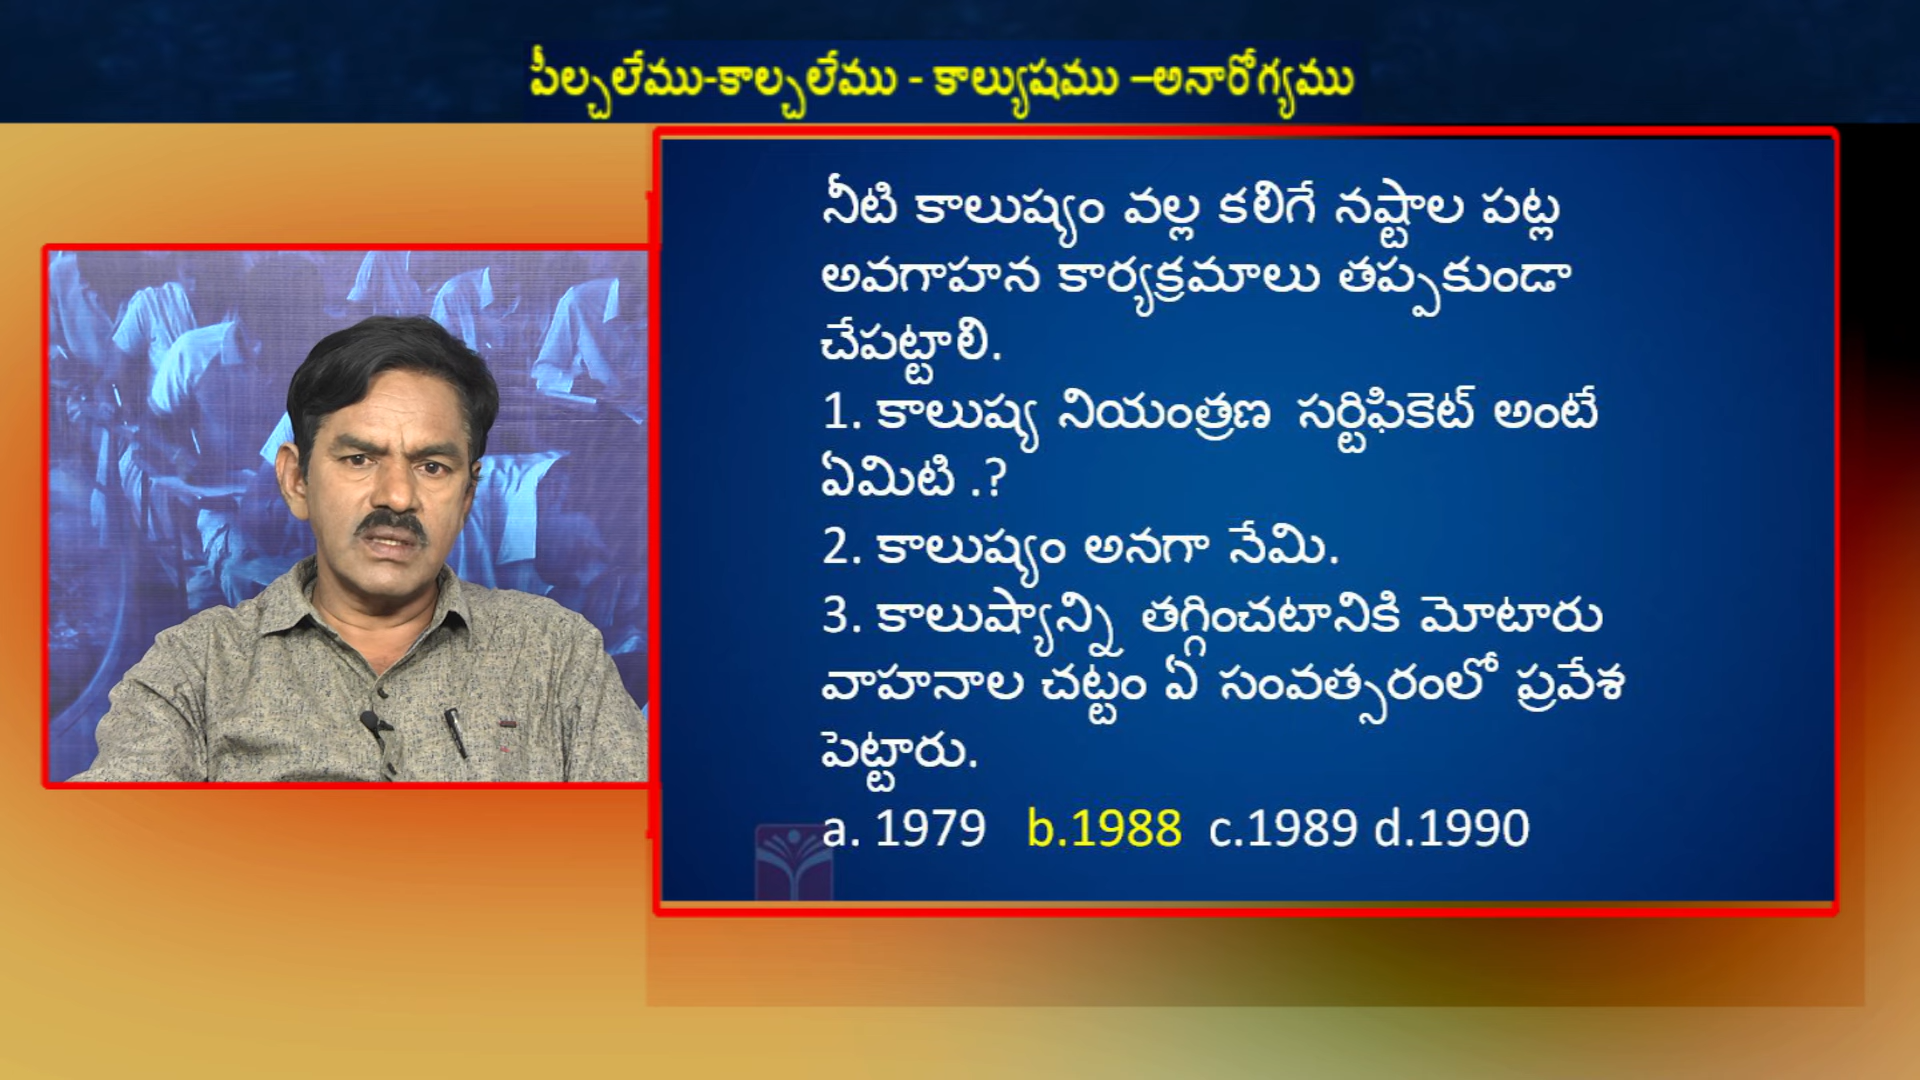 పీల్చలేము-కాల్చలేము - కాల్యుషము –అనారోగ్యము
నీటి కాలుష్యం వల్ల కలిగే నష్టాల పట్ల
అవగాహన కార్యక్రమాలు తప్పకుండా
చేపట్టాలి.
1. కాలుష్య నియంత్రణ సర్టిఫికెట్ అంటే
ఏమిటి .?
2. కాలుష్యం అనగా నేమి.
3. కాలుష్యాన్ని తగ్గించటానికి మోటారు
వాహనాల చట్టం ఏ సంవత్సరంలో ప్రవేశ
పెట్టారు.
a. 1979 b.1988 c.1989 d.1990